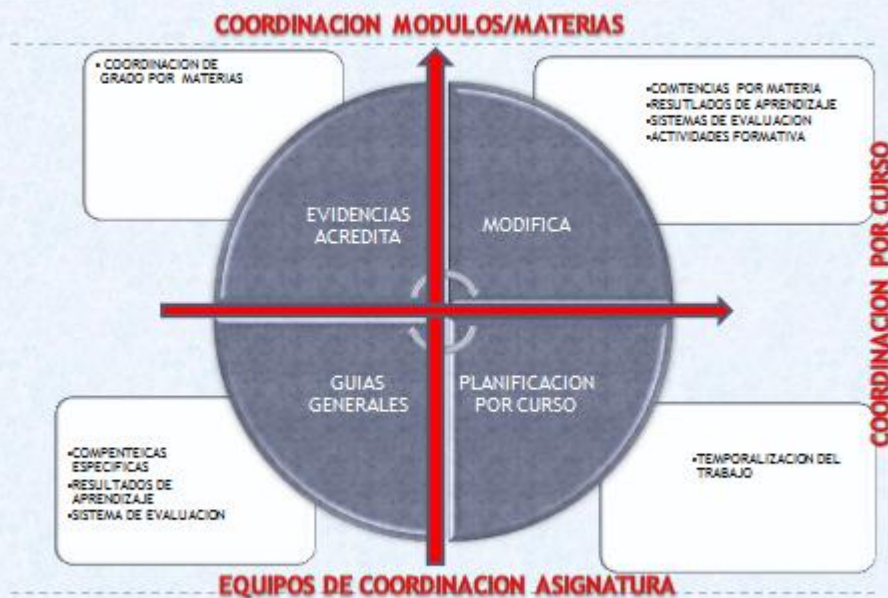 COORDINACION MODULOS/MATERIAS
• COORDINACION DE
GRADO POR MATERIAS
•COMTENCIAS POR MATERIA
•RESUTLADOS DE APRENDIZAJE
•SISTEMAS DE EVALUACION
•ACTIVIDADES FORMATIVA
EVIDENCIAS
ACREDITA
MODIFICA
COORDINACION POR CURSO
GUIAS
GENERALES
PLANIFICACION
POR CURSO
•COMPENTEICAS
ESPECIFICAS
•RESULTADOS DE
APRENDIZAJE
•SISTEMA DE EVALUACION
•TEMPORALIZACION DEL
TRABAJO
EQUIPOS DE COORDINACION ASIGNATURA